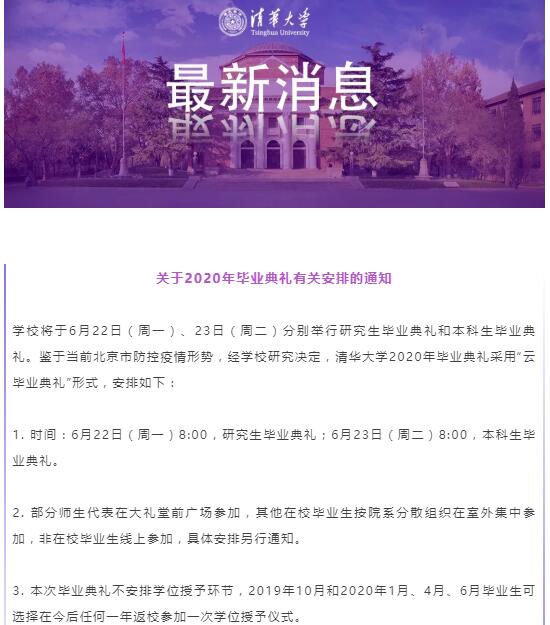 清华大学
Tsinghua University
最新消息
关于2020年毕业典礼有关安排的通知
学校将于6月22日（周一）、23日（周二）分别举行研究生毕业典礼和本科生毕业典
礼。鉴于当前北京市防控疫情形势，经学校研究决定，清华大学2020年毕业典礼采用“云
毕业典礼”形式，安排如下：
1. 时间：6月22日（周一）8:00，研究生毕业典礼；6月23日（周二）8:00，本科生毕
业典礼。
2. 部分师生代表在大礼堂前广场参加，其他在校毕业生按院系分散组织在室外集中参
加，非在校毕业生线上参加，具体安排另行通知。
3. 本次毕业典礼不安排学位授予环节，2019年10月和2020年1月、4月、6月毕业生可
选择在今后任何一年返校参加一次学位授予仪式。